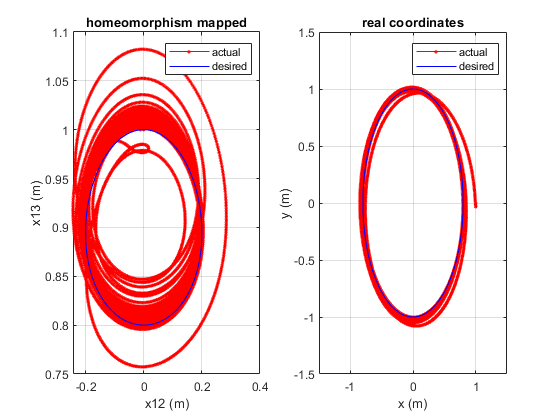 homeomorphism mapped
actual
desired
1.1
1.05
1
0.95
0.9
0.85
0.8
0.75
x13 (m)
-0.2
0
0.2
0.4
x12 (m)
real coordinates
actual
desired
1.5
1
0.5
0
-0.5
-1
-1.5
y (m)
-1
0
1
x (m)